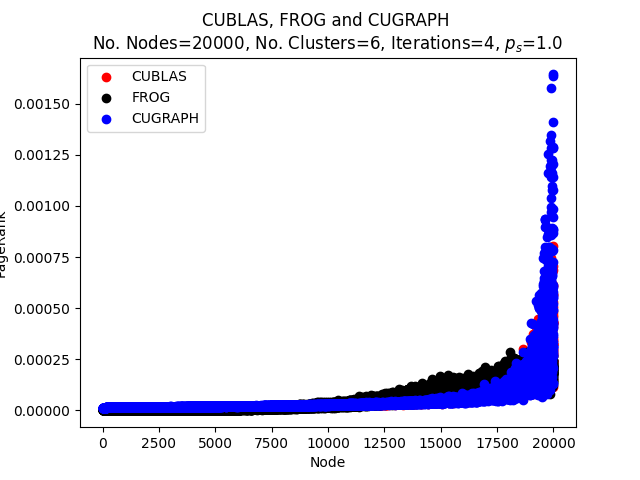 CUBLAS, FROG and CUGRAPH
No. Nodes=20000, No. Clusters=6, Iterations=4, pₛ=1.0
CUBLAS
FROG
CUGRAPH
0.00150
0.00125
0.00100
0.00075
0.00050
0.00025
0.00000
PageRank
0 2500 5000 7500 10000 12500 15000 17500 20000
Node